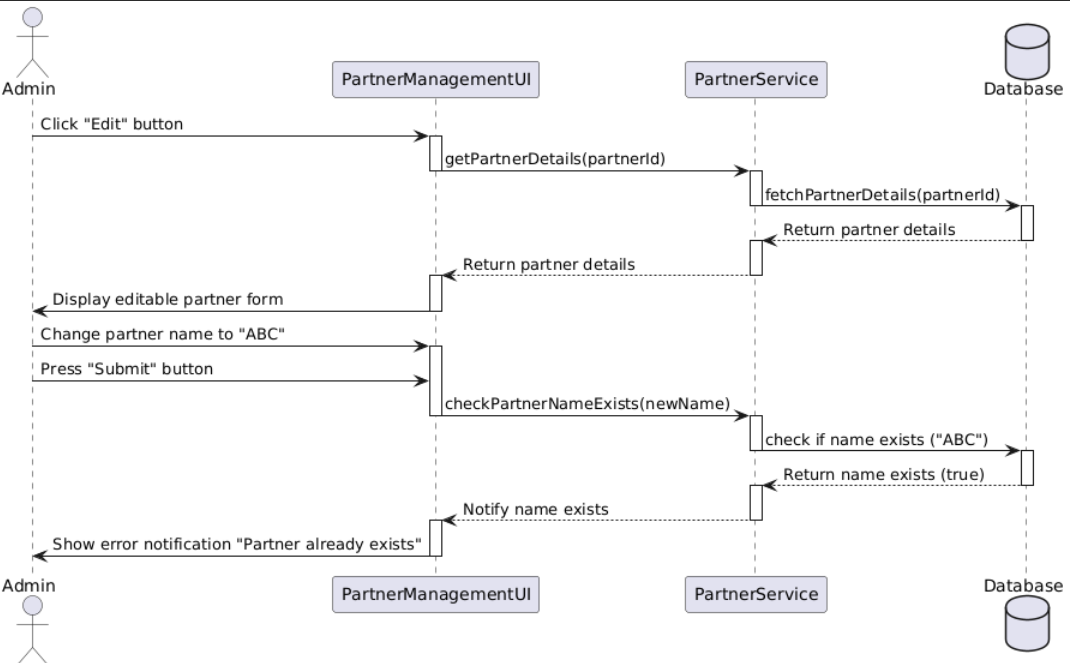 Admin
PartnerManagementUI
PartnerService
Database
Click "Edit" button
getPartnerDetails(partnerId)
fetchPartnerDetails(partnerId)
Return partner details
Return partner details
Display editable partner form
Change partner name to "ABC"
Press "Submit" button
checkPartnerNameExists(newName)
check if name exists ("ABC")
Return name exists (true)
Notify name exists
Show error notification "Partner already exists"
Admin
PartnerManagementUI
PartnerService
Database